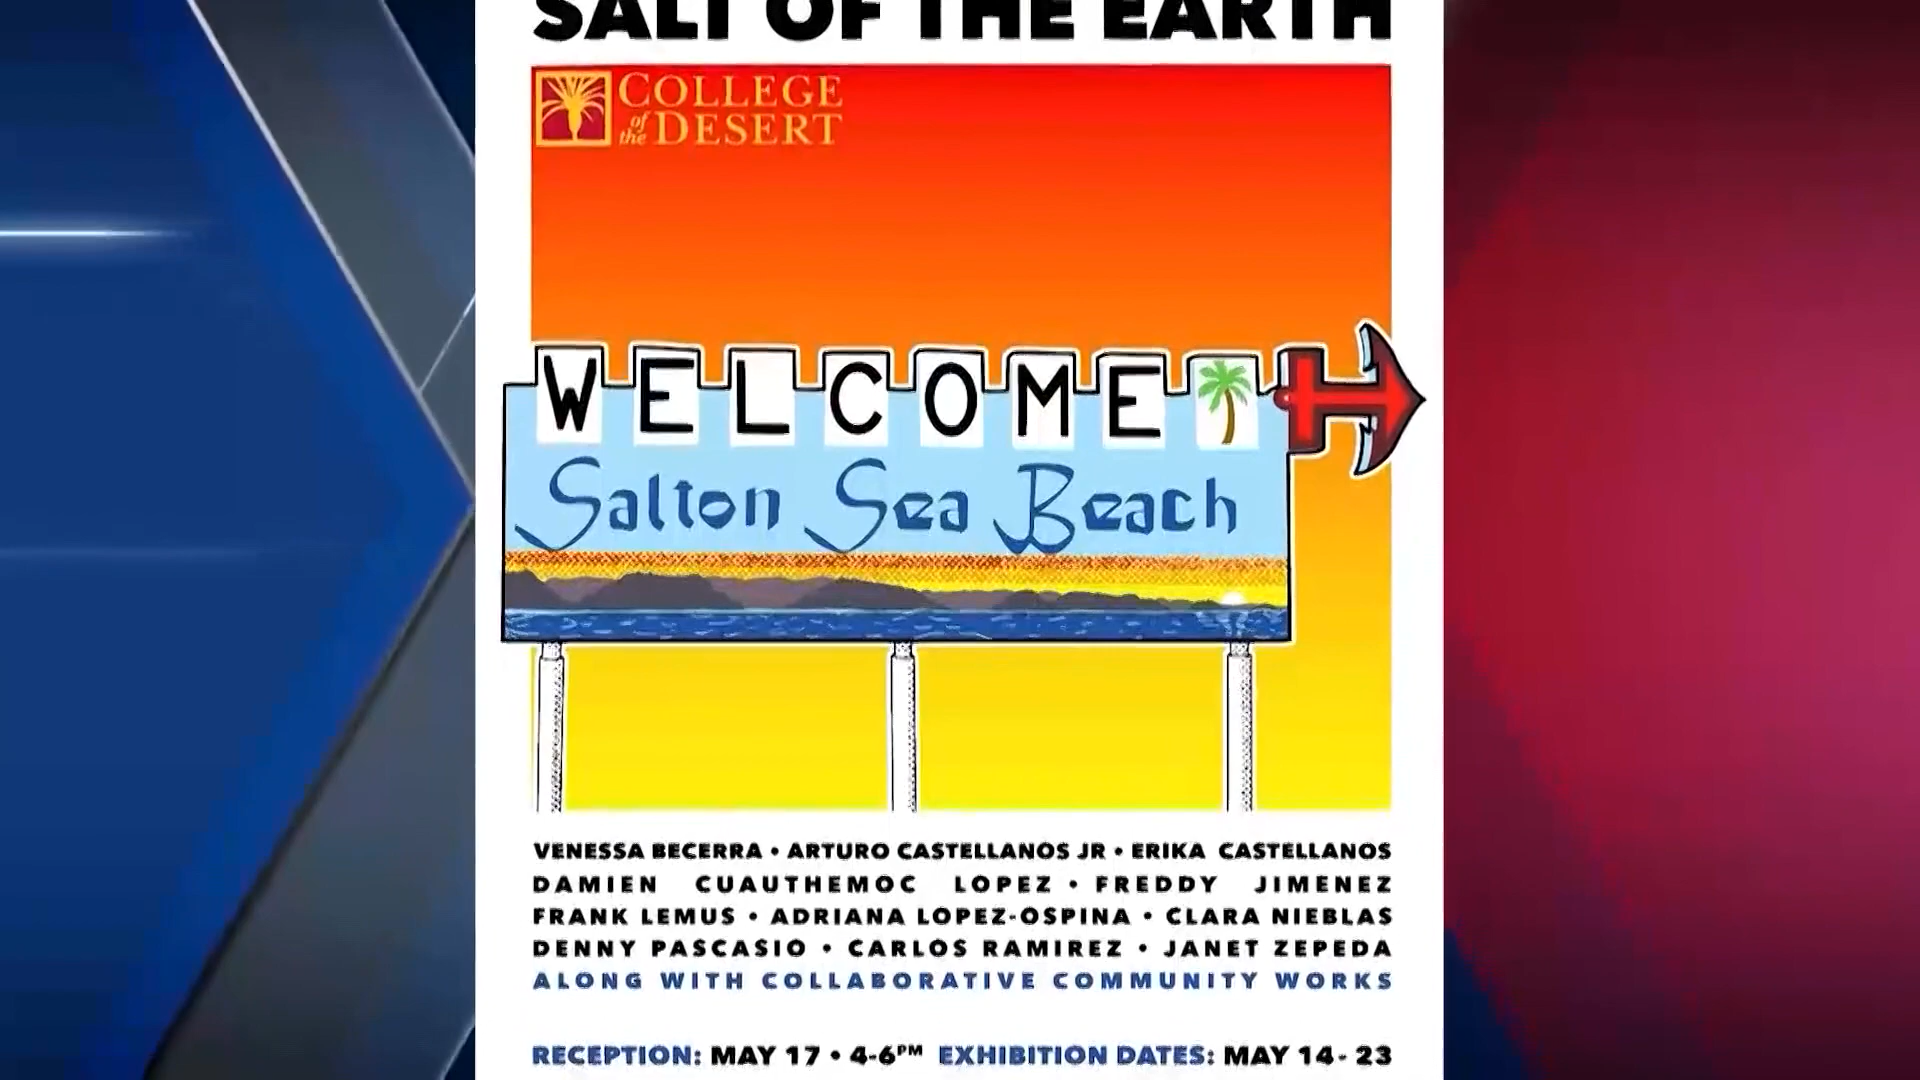 SALT OF THE EARTH
COLLEGE
of the DESERT
WELCOME
Salton Sea Beach
VENESSA BECERRA • ARTURO CASTELLANOS JR • ERIKA CASTELLANOS
DAMIEN CUAUTHEMOC LOPEZ • FREDDY JIMENEZ
FRANK LEMUS • ADRIANA LOPEZ-OSPINA • CLARA NIEBLAS
DENNY PASCASIO • CARLOS RAMIREZ • JANET ZEPEDA
ALONG WITH COLLABORATIVE COMMUNITY WORKS
RECEPTION: MAY 17 • 4-6PM EXHIBITION DATES: MAY 14 - 23